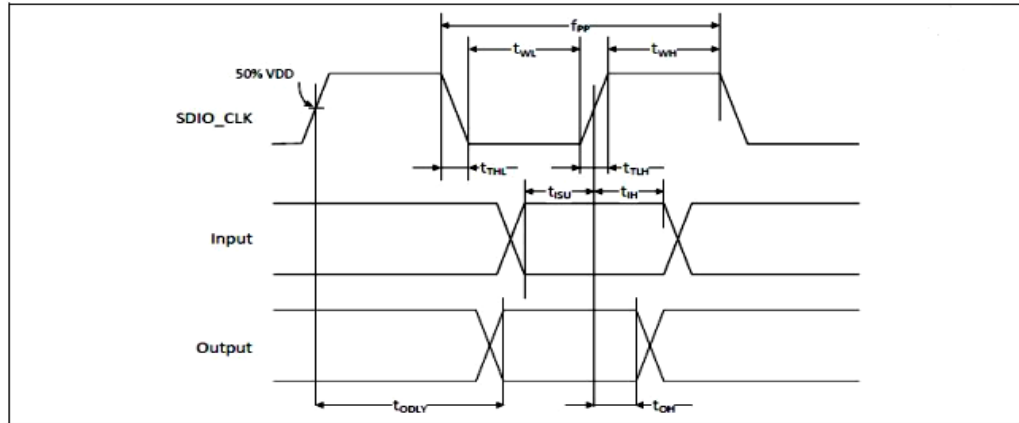 fPP
tWL
tWH
50% VDD
SDIO_CLK
tTHL
tTLH
tISU
tIH
Input
Output
tODLY
tOH